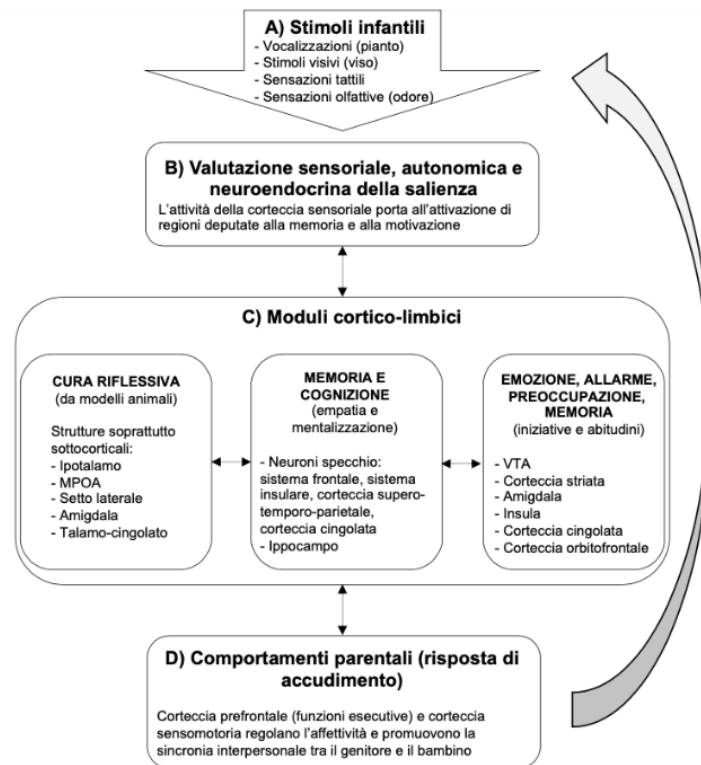 A) Stimoli infantili
- Vocalizzazioni (pianto)
- Stimoli visivi (viso)
- Sensazioni tattili
- Sensazioni olfattive (odore)
B) Valutazione sensoriale, autonomica e
neuroendocrina della salienza
L'attività della corteccia sensoriale porta all'attivazione di
regioni deputate alla memoria e alla motivazione
C) Moduli cortico-limbici
CURA RIFLESSIVA
(da modelli animali)
Strutture soprattutto
sottocorticali:
- Ipotalamo
- MPOA
- Setto laterale
- Amigdala
- Talamo-cingolato
MEMORIA E
COGNIZIONE
(empatia e
mentalizzazione)
- Neuroni specchio:
sistema frontale, sistema
insulare, corteccia supero-
temporo-parietale,
corteccia cingolata
- Ippocampo
EMOZIONE, ALLARME,
PREOCCUPAZIONE,
MEMORIA
(iniziative e abitudini)
- VTA
- Corteccia striata
- Amigdala
- Insula
- Corteccia cingolata
- Corteccia orbitofrontale
D) Comportamenti parentali (risposta di
accudimento)
Corteccia prefrontale (funzioni esecutive) e corteccia
sensomotoria regolano l'affettività e promuovono la
sincronia interpersonale tra il genitore e il bambino